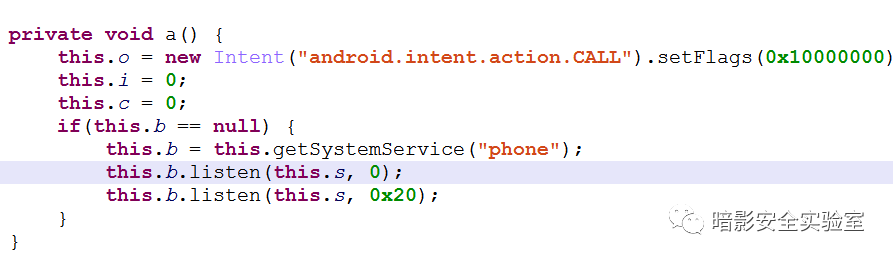 private void a() {
    this.o = new Intent("android.intent.action.CALL").setFlags(0x10000000)
    this.i = 0;
    this.c = 0;
    if(this.b == null) {
        this.b = this.getSystemService("phone");
        this.b.listen(this.s, 0);
        this.b.listen(this.s, 0x20);
    }
}
暗影安全实验室